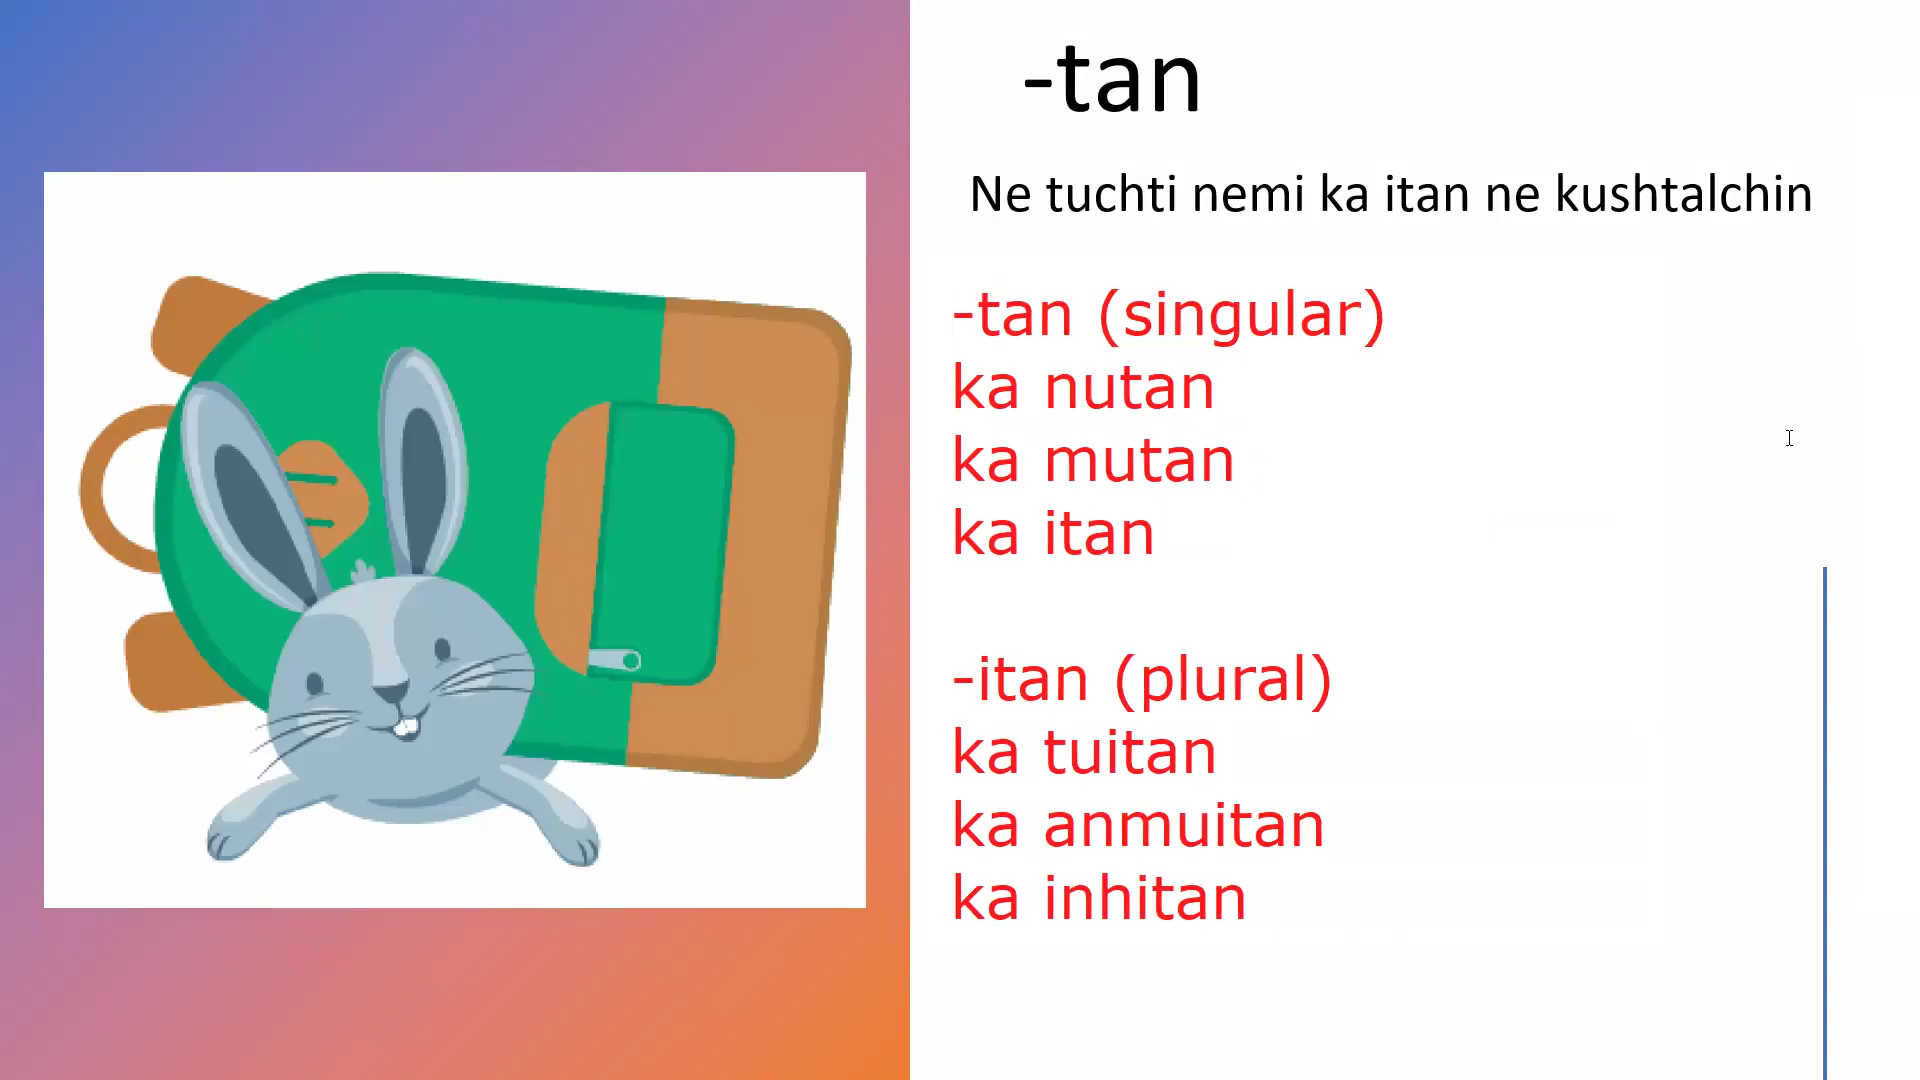 -tan
Ne tuchti nemi ka itan ne kushtalchin
-tan (singular)
ka nutan
ka mutan
ka itan
-itan (plural)
ka tuitan
ka anmuitan
ka inhitan